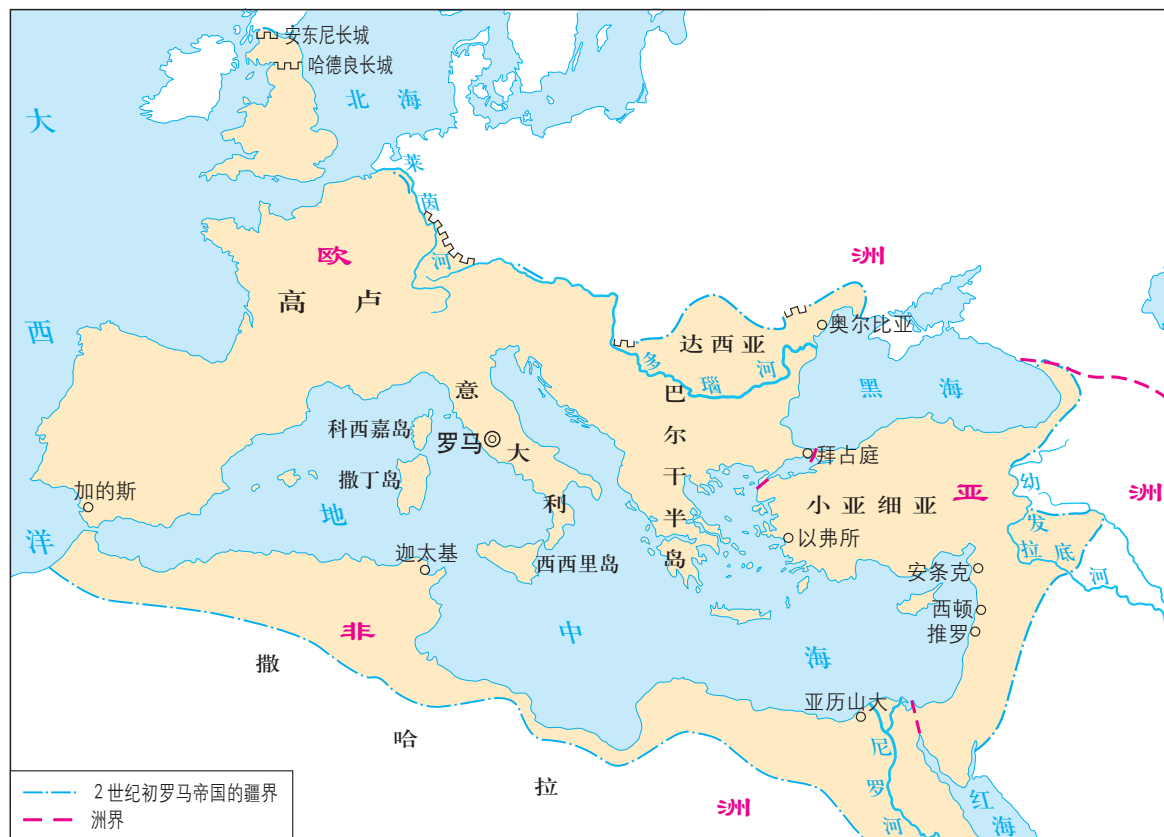 安东尼长城
哈德良长城
北海
大西洋
莱茵河
欧洲
高卢
达西亚
奥尔比亚
多瑙河
黑海
意大利
巴尔干半岛
科西嘉岛
罗马
撒丁岛
拜古庭
加的斯
地中海
小亚细亚
亚洲
幼发拉底河
以弗所
迦太基
西西里岛
安条克
西顿
推罗
非洲
亚历山大
撒哈拉
尼罗河
红海
2世纪初罗马帝国的疆界
洲界